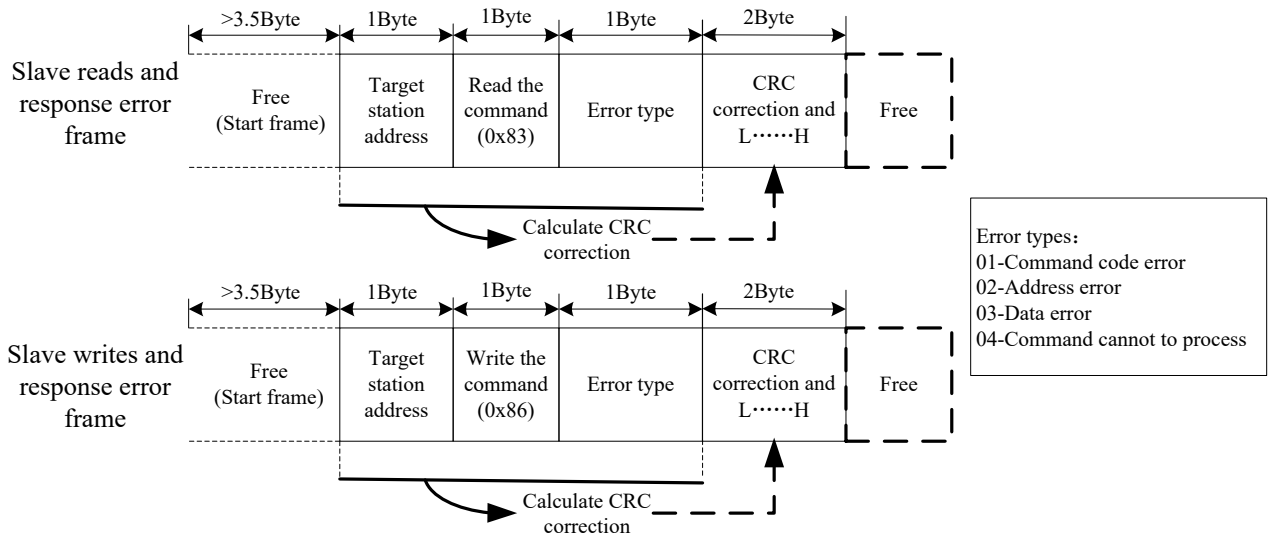 >3.5Byte 1Byte 1Byte 1Byte 2Byte
Slave reads and
response error
frame
Free
(Start frame)
Target
station
address
Read the
command
(0x83)
Error type
CRC
correction and
L······H
Free
Calculate CRC
correction
>3.5Byte 1Byte 1Byte 1Byte 2Byte
Slave writes and
response error
frame
Free
(Start frame)
Target
station
address
Write the
command
(0x86)
Error type
CRC
correction and
L······H
Free
Calculate CRC
correction
Error types：
01-Command code error
02-Address error
03-Data error
04-Command cannot to process